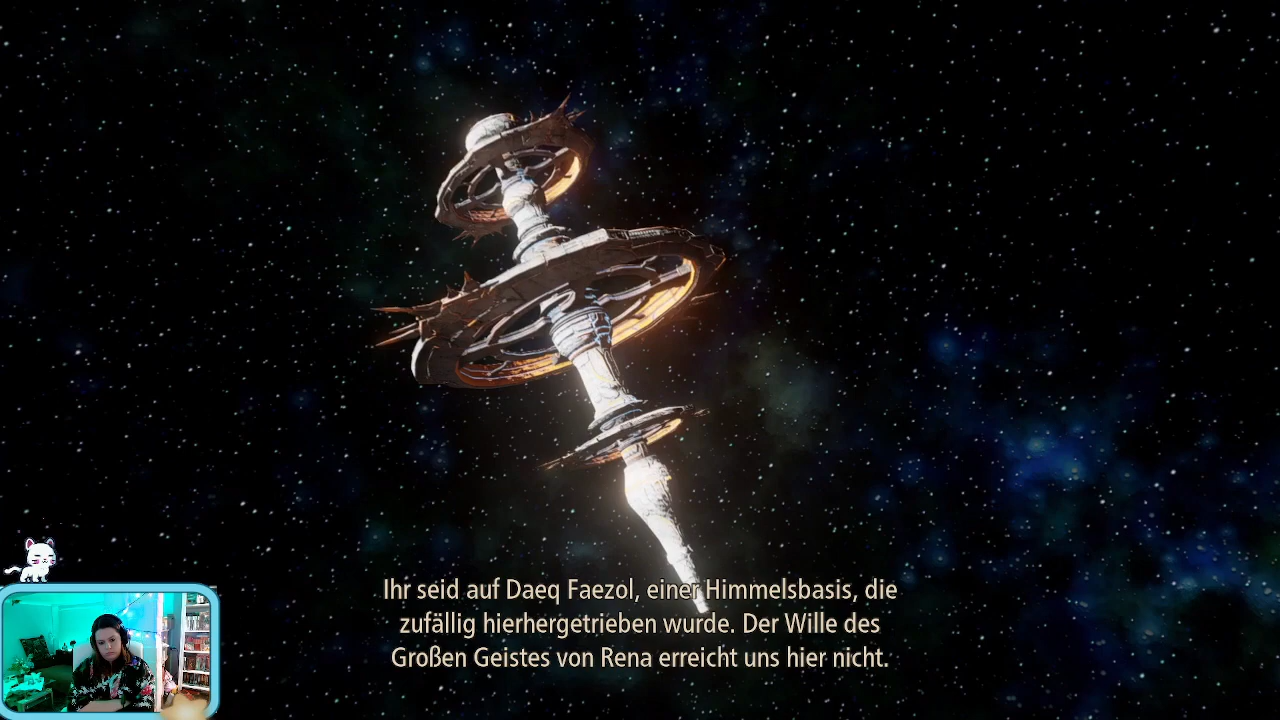 Ihr seid auf Daeq Faezol, einer Himmelsbasis, die
zufällig hierhergetrieben wurde. Der Wille des
Großen Geistes von Rena erreicht uns hier nicht.